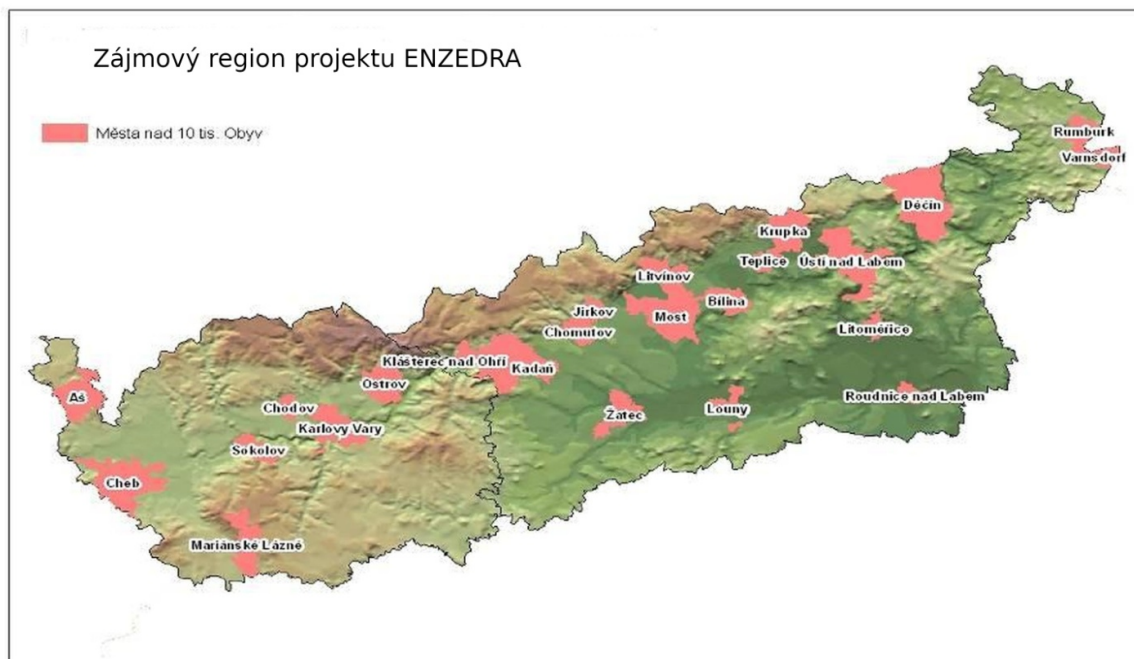 Zájmový region projektu ENZEDRA
Města nad 10 tis. Obyv
Rumburk
Varnsdorf
Děčín
Krupka
Teplice
Ústí nad Labem
Litvínov
Bílina
Most
Jirkov
Chomutov
Litoměřice
Klášterec nad Ohří
Kadaň
Ostrov
Aš
Roudnice nad Labem
Chodov
Žatec
Louny
Karlovy Vary
Sokolov
Cheb
Mariánské Lázně